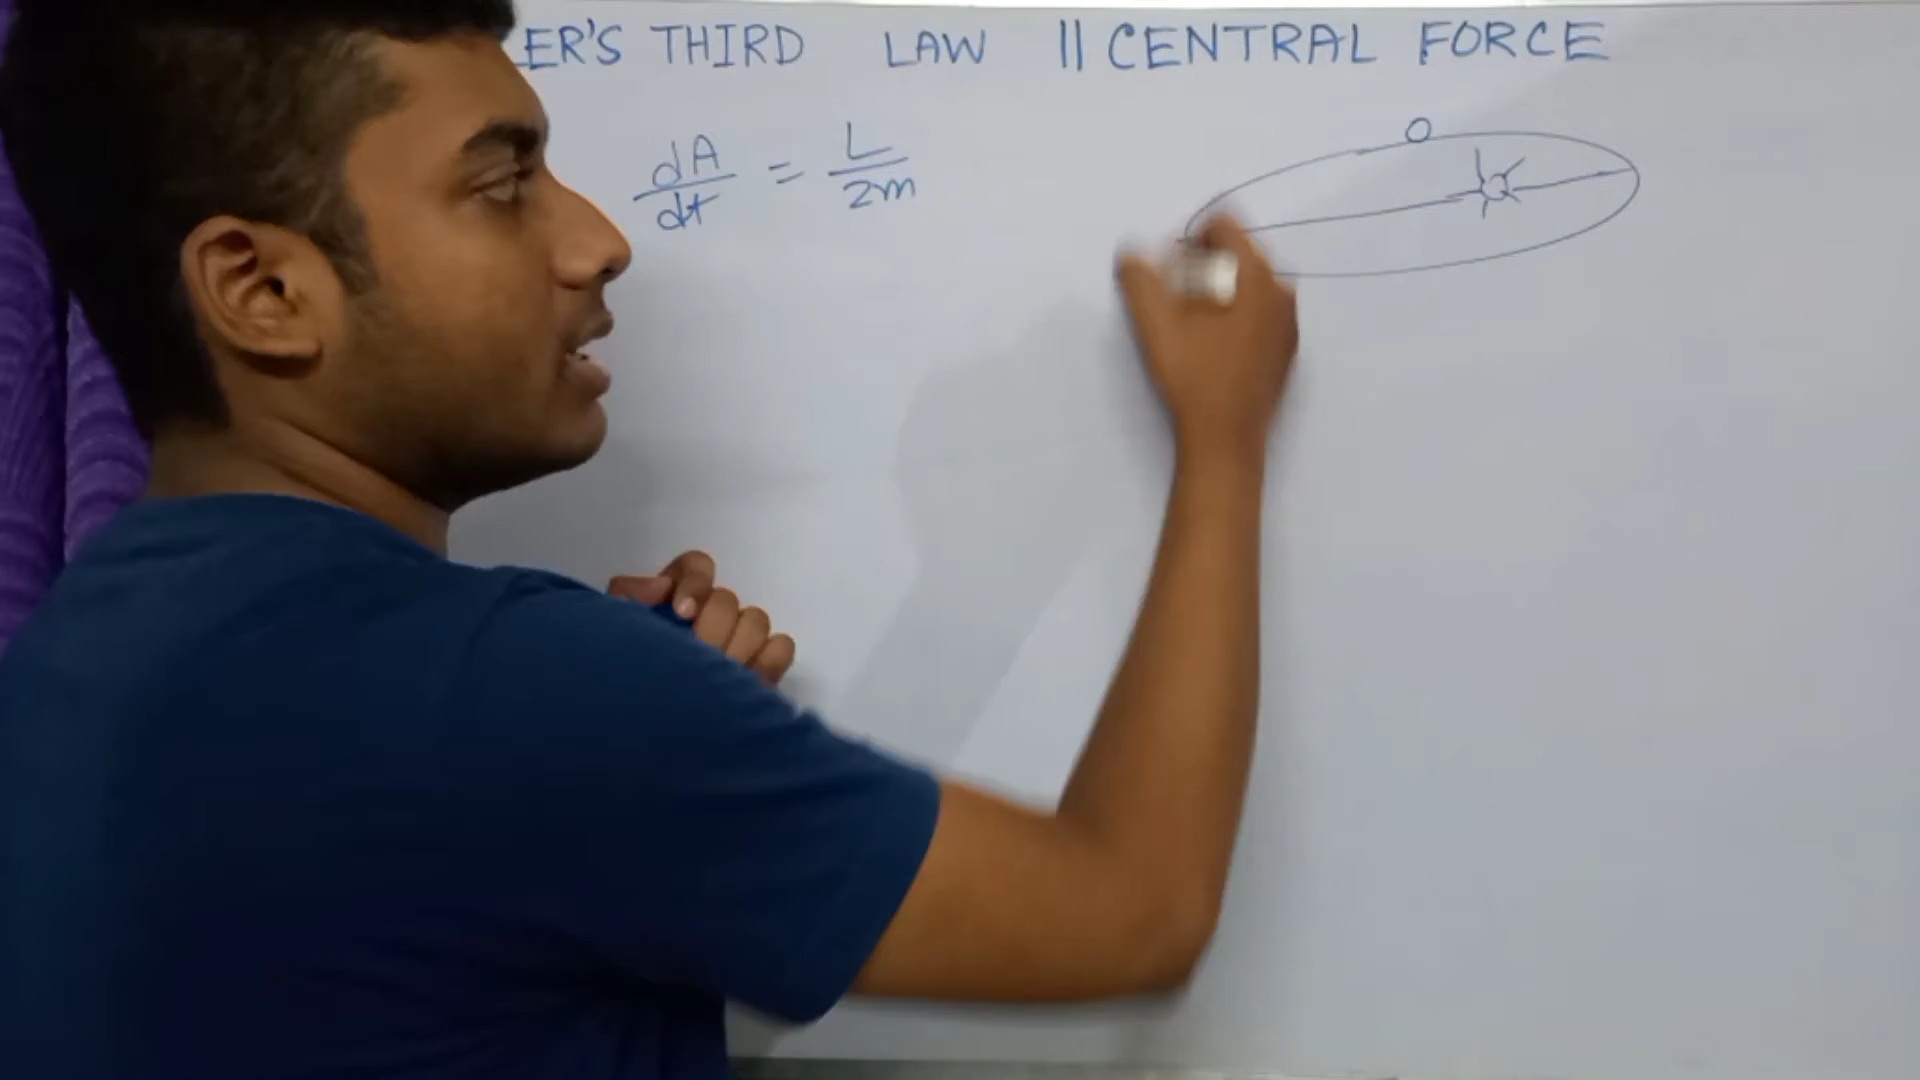 ER'S THIRD LAW || CENTRAL FORCE
dA/dt = L/2m